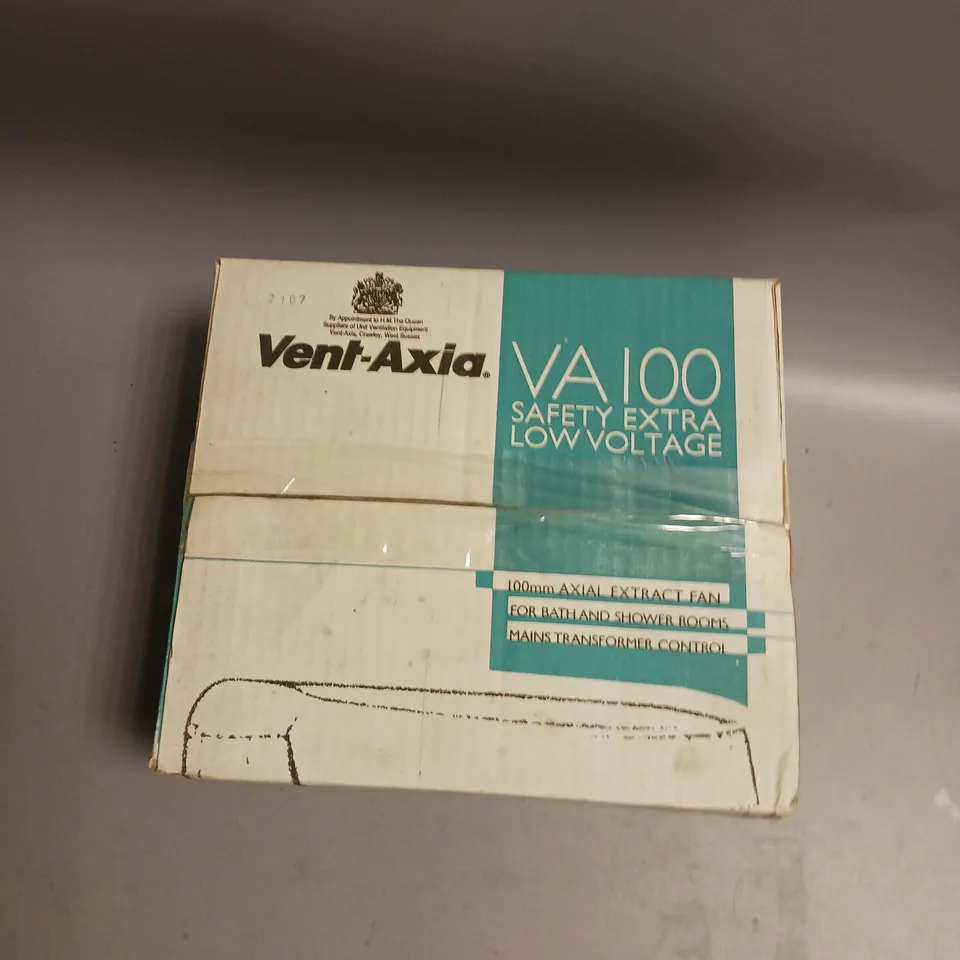 2107
By Appointment to H.M. The Queen
Suppliers of Unit Ventilation Equipment
Vent-Axia, Crawley, West Sussex
Vent-Axia®
VA 100
SAFETY EXTRA
LOW VOLTAGE
100mm AXIAL EXTRACT FAN
FOR BATH AND SHOWER ROOMS
MAINS TRANSFORMER CONTROL